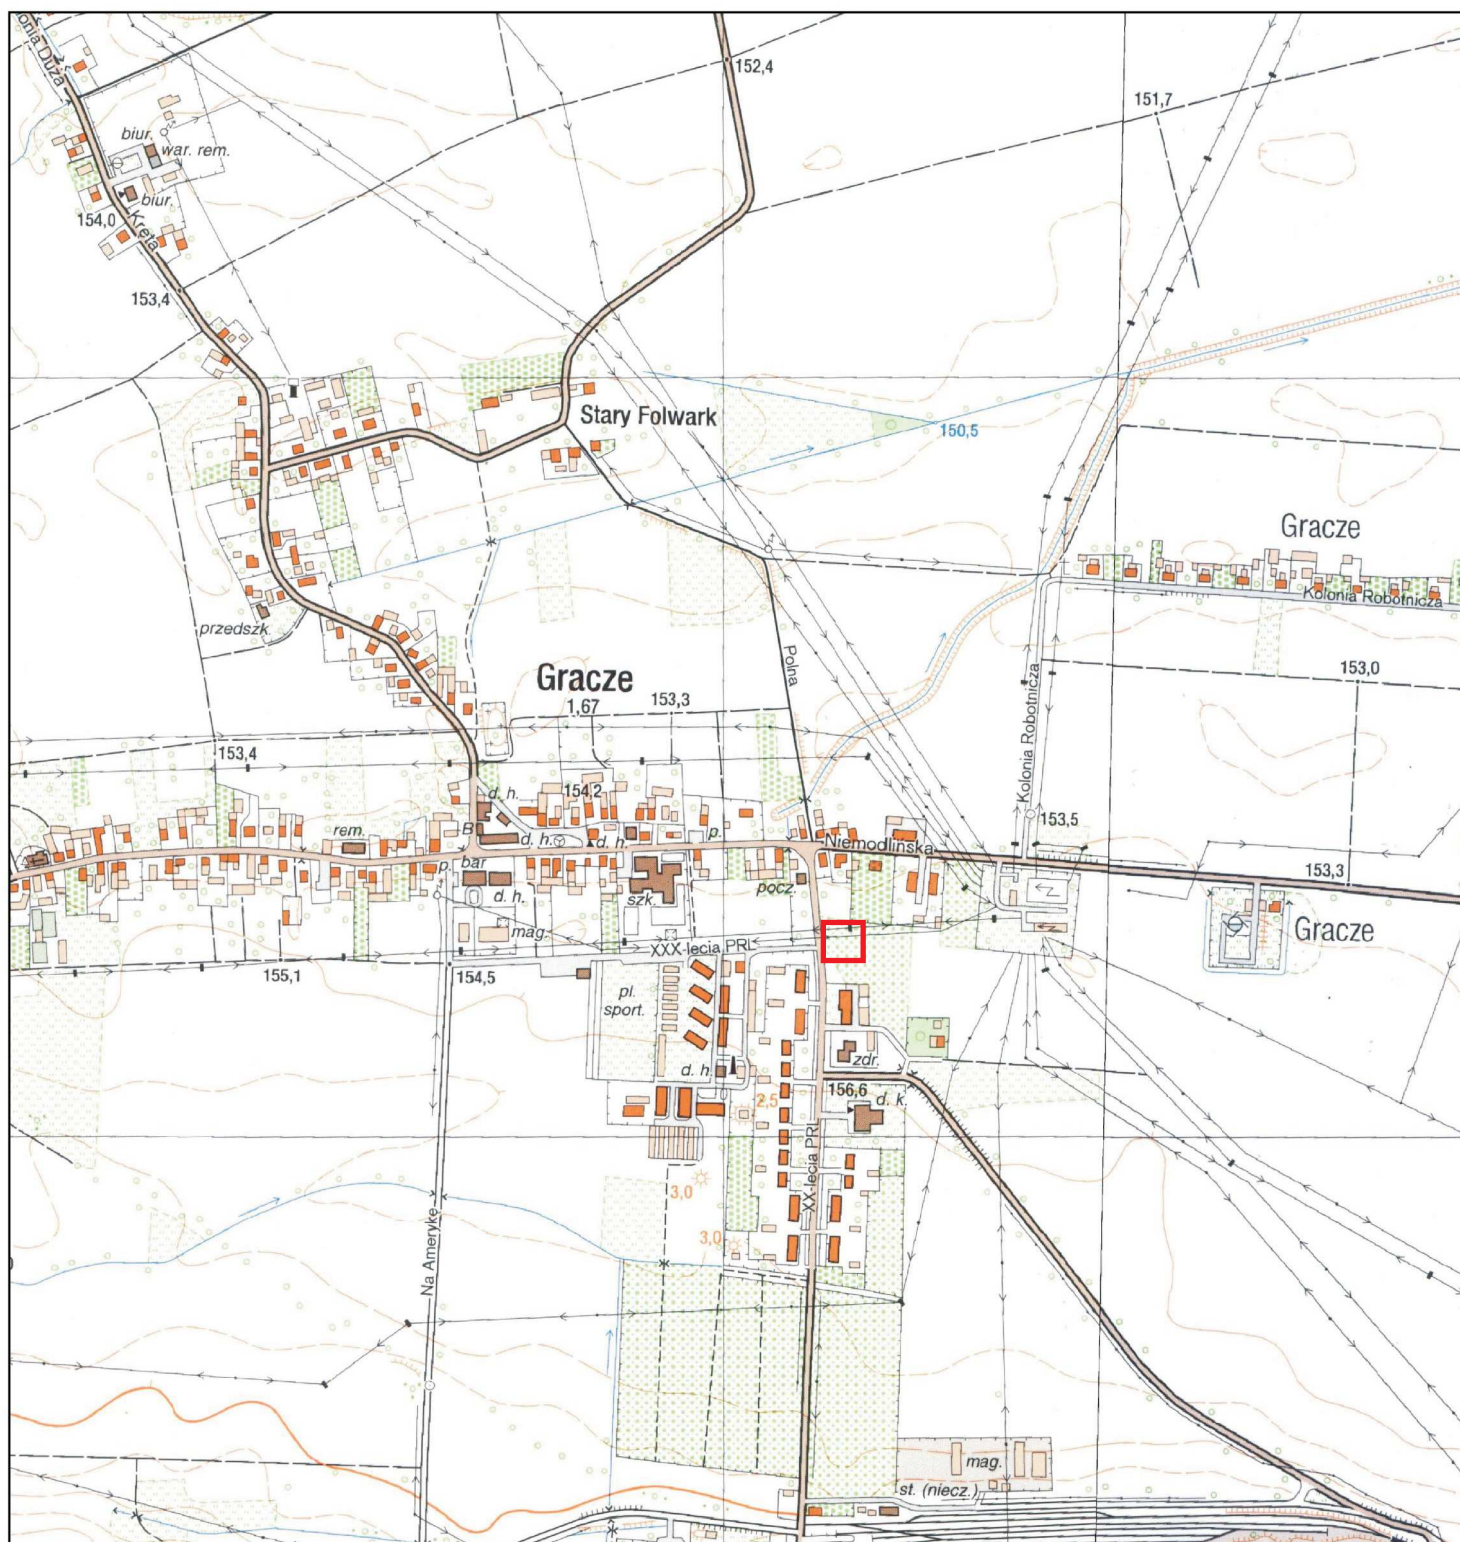 onia Duża
152,4
151,7
biur.
war. rem.
biur.
154,0
Kreta
153,4
Stary Folwark
150,5
Gracze
Kolonia Robotnicza
przedszk.
Polna
Gracze
153,0
153,3
1,67
Kolonia Robotnicza
153,4
d. h.
154,2
153,5
rem.
B
d. h.
d. h.
p.
Niemodlińska
p.
bar
153,3
pocz.
d. h.
szk.
mag.
Gracze
XXX-lecia PRL
155,1
154,5
pl.
sport.
zdr.
d. h.
156,6
d. k.
2,5
XX-lecia PRL
3,0
3,0
Na Amerykę
mag.
st. (niecz.)